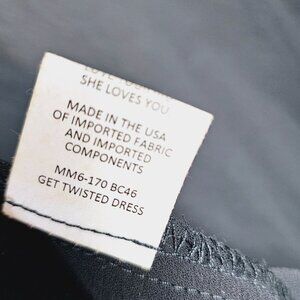 SHE LOVES YOU
MADE IN THE USA
OF IMPORTED FABRIC
AND IMPORTED
COMPONENTS
MM6-170 BC46
GET TWISTED DRESS